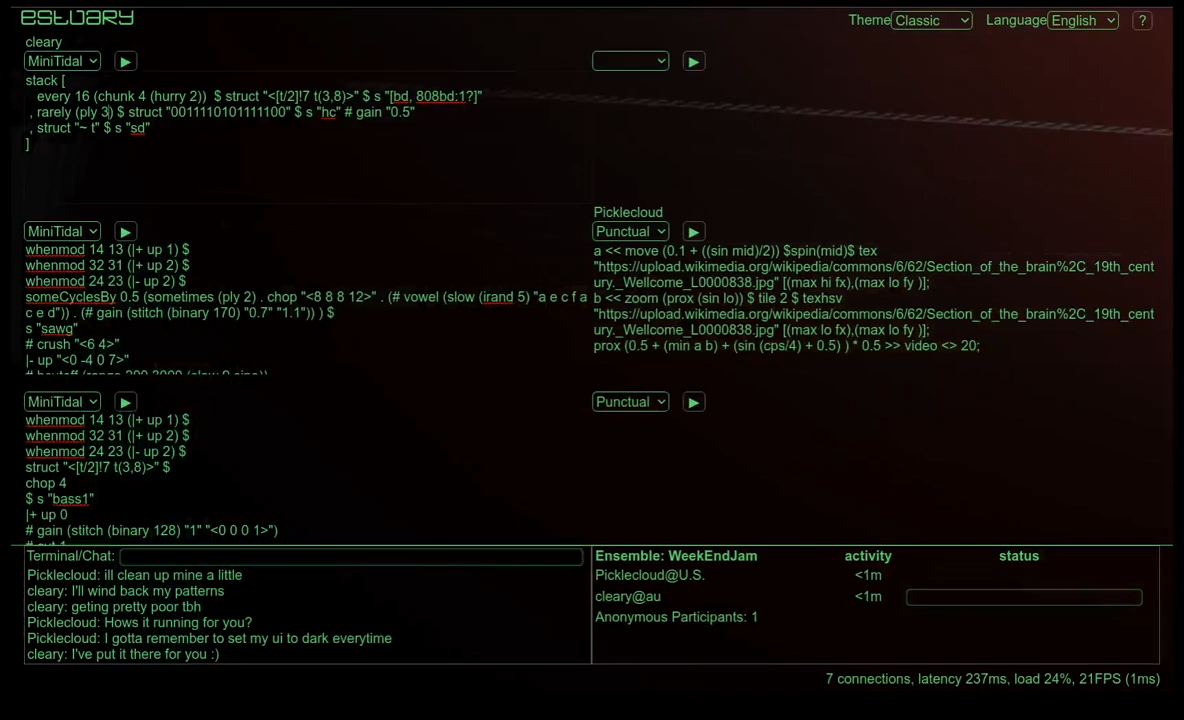 estuary
Theme Classic Language English ?
cleary
MiniTidal
stack [
every 16 (chunk 4 (hurry 2))  $ struct "<[t/2]!7 t(3,8)>" $ s "[bd, 808bd:1?]"
, rarely (ply 3) $ struct "0011110101111100" $ s "hc" # gain "0.5"
, struct "~ t" $ s "sd"
]
MiniTidal
whenmod 14 13 (|+ up 1) $
whenmod 32 31 (|+ up 2) $
whenmod 24 23 (|- up 2) $
someCyclesBy 0.5 (sometimes (ply 2) . chop "<8 8 8 12>" . (# vowel (slow (irand 5) "a e c f a
c e d")) . (# gain (stitch (binary 170) "0.7" "1.1")) ) $
s "sawg"
# crush "<6 4>"
|- up "<0 -4 0 7>"
Picklecloud
Punctual
a << move (0.1 + ((sin mid)/2)) $spin(mid)$ tex
"https://upload.wikimedia.org/wikipedia/commons/6/62/Section_of_the_brain%2C_19th_cent
ury._Wellcome_L0000838.jpg" [(max hi fx),(max lo fy )];
b << zoom (prox (sin lo)) $ tile 2 $ texhsv
"https://upload.wikimedia.org/wikipedia/commons/6/62/Section_of_the_brain%2C_19th_cent
ury._Wellcome_L0000838.jpg" [(max lo fx),(max lo fy )];
prox (0.5 + (min a b) + (sin (cps/4) + 0.5) ) * 0.5 >> video <> 20;
MiniTidal
whenmod 14 13 (|+ up 1) $
whenmod 32 31 (|+ up 2) $
whenmod 24 23 (|- up 2) $
struct "<[t/2]!7 t(3,8)>" $
chop 4
$ s "bass1"
|+ up 0
# gain (stitch (binary 128) "1" "<0 0 0 1>")
Punctual
Terminal/Chat:
Picklecloud: ill clean up mine a little
cleary: I'll wind back my patterns
cleary: geting pretty poor tbh
Picklecloud: Hows it running for you?
Picklecloud: I gotta remember to set my ui to dark everytime
cleary: I've put it there for you :)
Ensemble: WeekEndJam activity status
Picklecloud@U.S. <1m
cleary@au <1m
Anonymous Participants: 1
7 connections, latency 237ms, load 24%, 21FPS (1ms)